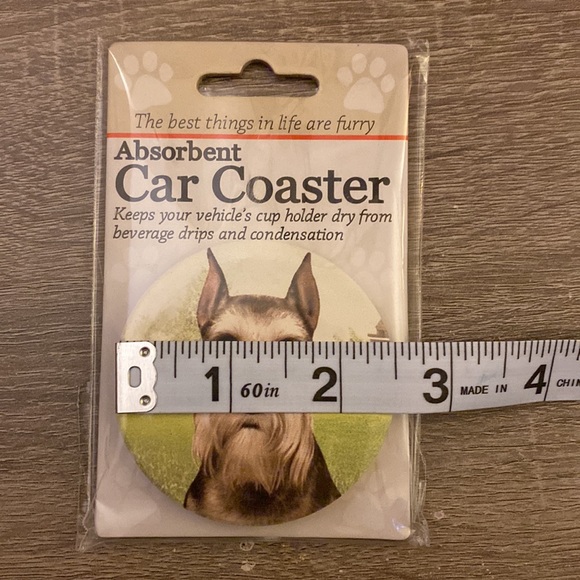 The best things in life are furry
Absorbent
Car Coaster
Keeps your vehicle's cup holder dry from
beverage drips and condensation
1 60in 2 3 MADE IN 4